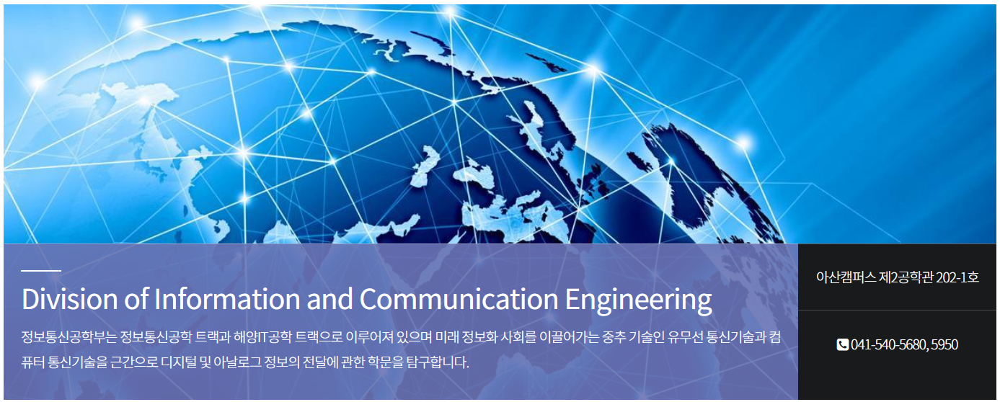 Division of Information and Communication Engineering
정보통신공학부는 정보통신공학 트랙과 해양IT공학 트랙으로 이루어져 있으며 미래 정보화 사회를 이끌어가는 중추 기술인 유무선 통신기술과 컴
퓨터 통신기술을 근간으로 디지털 및 아날로그 정보의 전달에 관한 학문을 탐구합니다.
아산캠퍼스 제2공학관 202-1호
041-540-5680, 5950